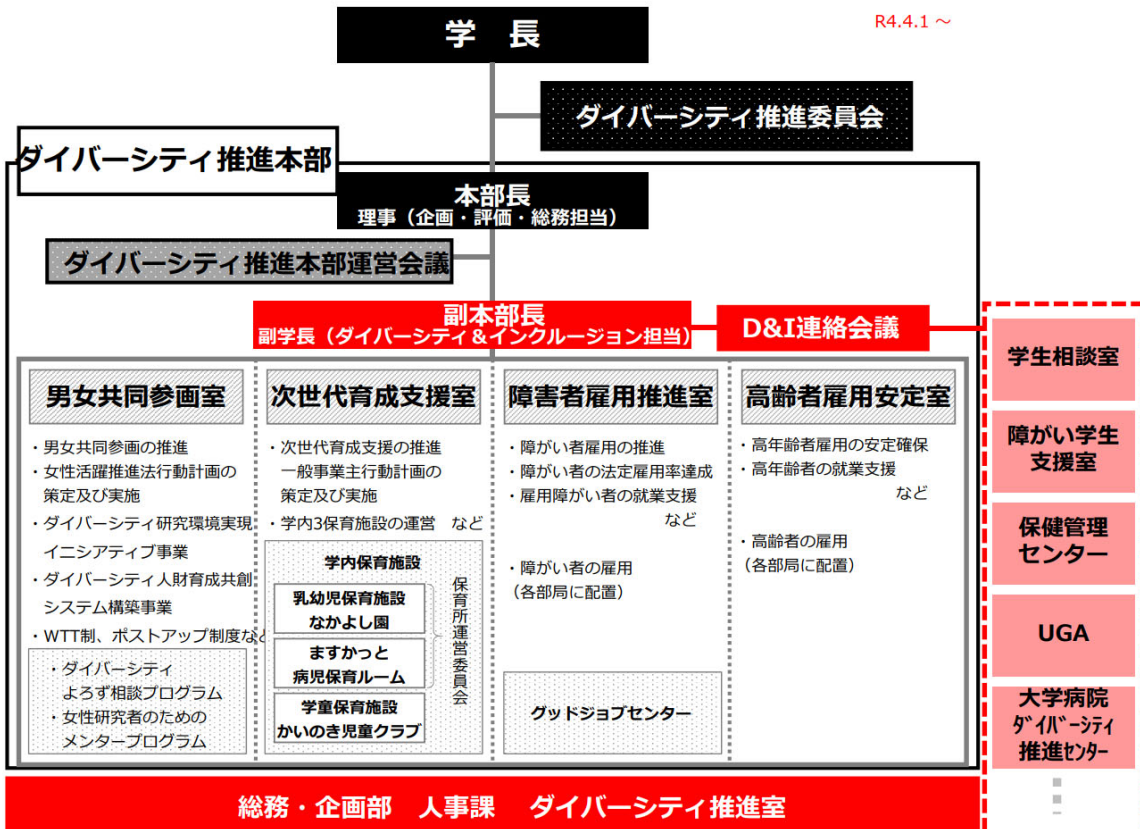 学　長
R4.4.1 ～
ダイバーシティ推進委員会
ダイバーシティ推進本部
本部長
理事（企画・評価・総務担当）
ダイバーシティ推進本部運営会議
副本部長
副学長（ダイバーシティ＆インクルージョン担当）
D&I連絡会議
男女共同参画室
・男女共同参画の推進
・女性活躍推進法行動計画の
策定及び実施
・ダイバーシティ研究環境実現
イニシアティブ事業
・ダイバーシティ人財育成共創
システム構築事業
・WTT制、ポストアップ制度など
・ダイバーシティ
よろず相談プログラム
・女性研究者のための
メンタープログラム
次世代育成支援室
・次世代育成支援の推進
一般事業主行動計画の
策定及び実施
・学内3保育施設の運営　など
学内保育施設
乳幼児保育施設
なかよし園
ますかっと
病児保育ルーム
学童保育施設
かいのき児童クラブ
保育所運営委員会
障害者雇用推進室
・障がい者雇用の推進
・障がい者の法定雇用率達成
・雇用障がい者の就業支援
など
・障がい者の雇用
（各部局に配置）
グッドジョブセンター
高齢者雇用安定室
・高年齢者雇用の安定確保
・高年齢者の就業支援
など
・高齢者の雇用
（各部局に配置）
学生相談室
障がい学生
支援室
保健管理
センター
UGA
大学病院
ﾀﾞｲﾊﾞｰｼﾃｨ
推進ｾﾝﾀｰ
総務・企画部　人事課　ダイバーシティ推進室